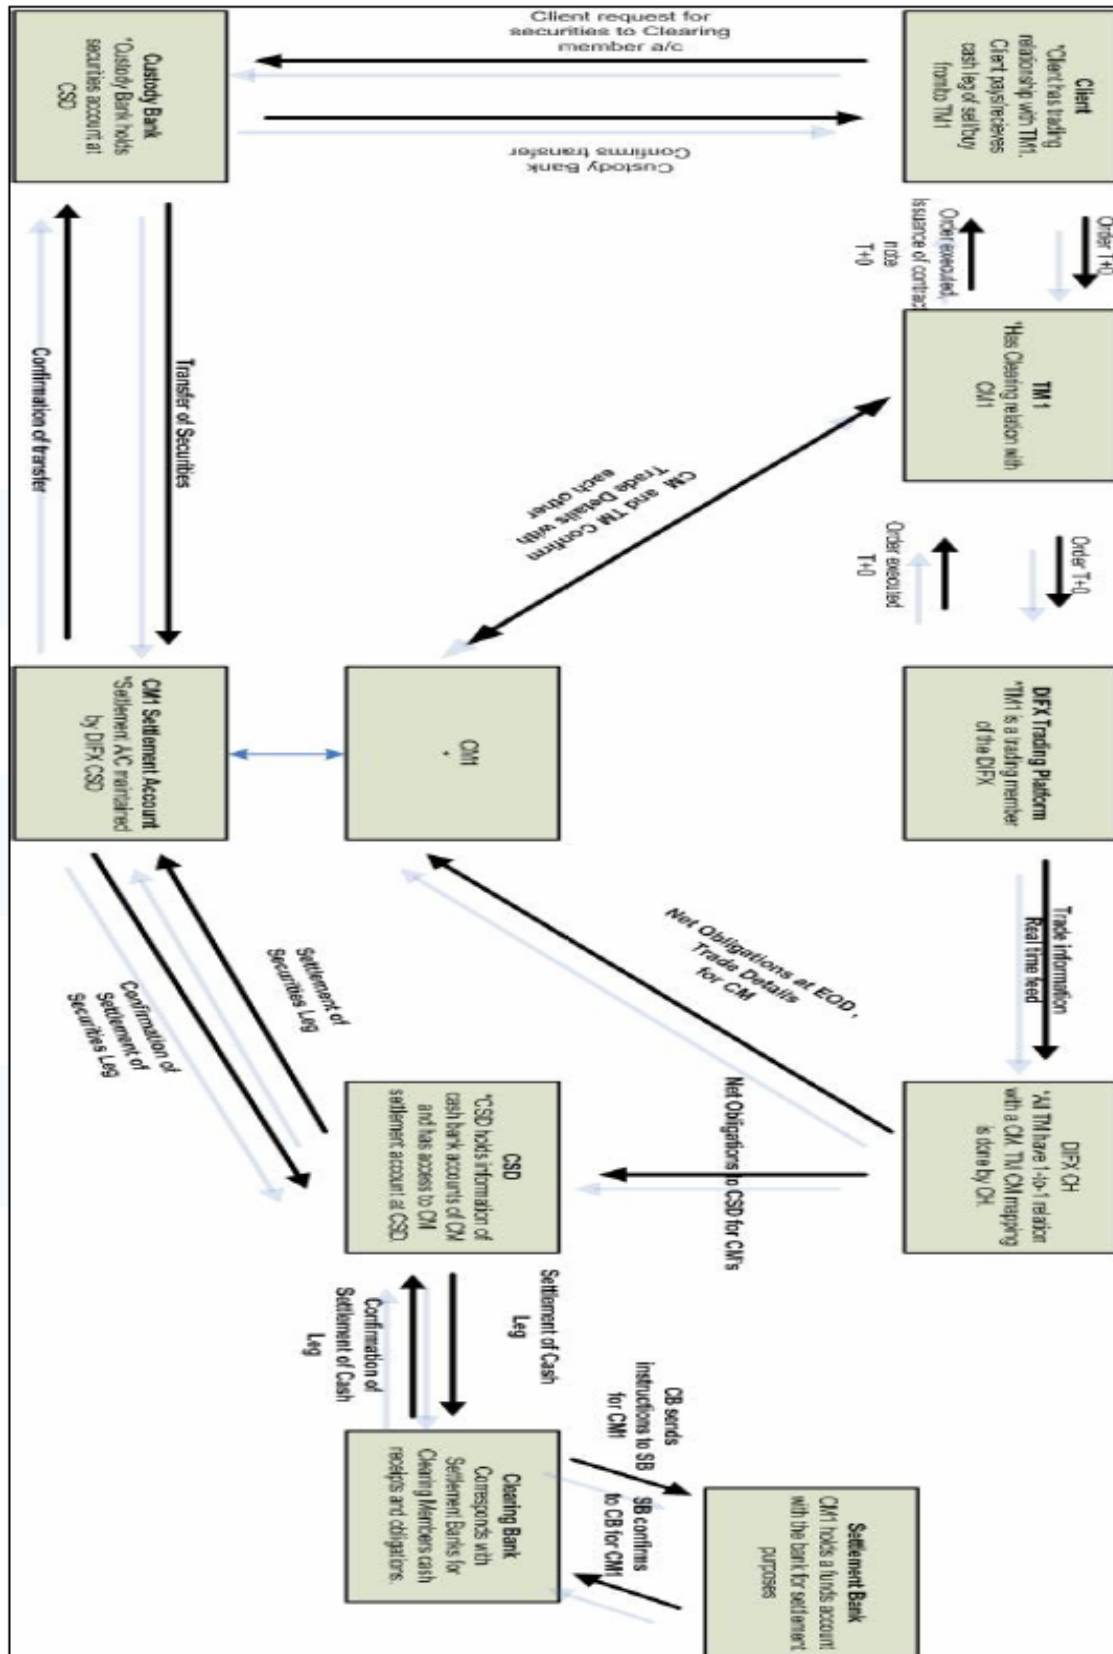 Client
*Client has trading
relationship with TM1.
Client pays/recieves
cash leg of sell/buy
from/to TM1
Order T+0
Order executed,
Issuance of contract
note
T+0
TM 1
*Has Clearing relation with
CM1
Order T+0
Order executed
T+0
DIFX Trading Platform
*TM1 is a trading member
of the DIFX
Trade information
Real time feed
DIFX CH
*All TM have 1-to-1 relation
with a CM. TM CM mapping
is done by CH.
Client request for
securities to Clearing
member a/c
Custody Bank
Confirms transfer
CM and TM Confirm
Trade Details with
each other
Net Obligations at EOD,
Trade Details
for CM
Net Obligations to CSD for CM's
Settlement Bank
CM1 holds a funds account
with the bank for settlement
purposes
CB sends
instructions to SB
for CM1
SB confirms
to CB for CM1
CM1
*
CSD
*CSD holds information of
cash bank accounts of CM
and has access to CM
settlement account at CSD.
Settlement of Cash
Leg
Confirmation of
Settlement of Cash
Leg
Clearing Bank
Corresponds with
Settlement Banks for
Clearing Members cash
receipts and obligations.
Settlement of
Securities Leg
Confirmation of
Settlement of
Securities Leg
Custody Bank
*Custody Bank holds
securities account at
CSD
Transfer of Securities
Confirmation of transfer
CM1 Settlement Account
*Settlement A/C maintained
by DIFX CSD